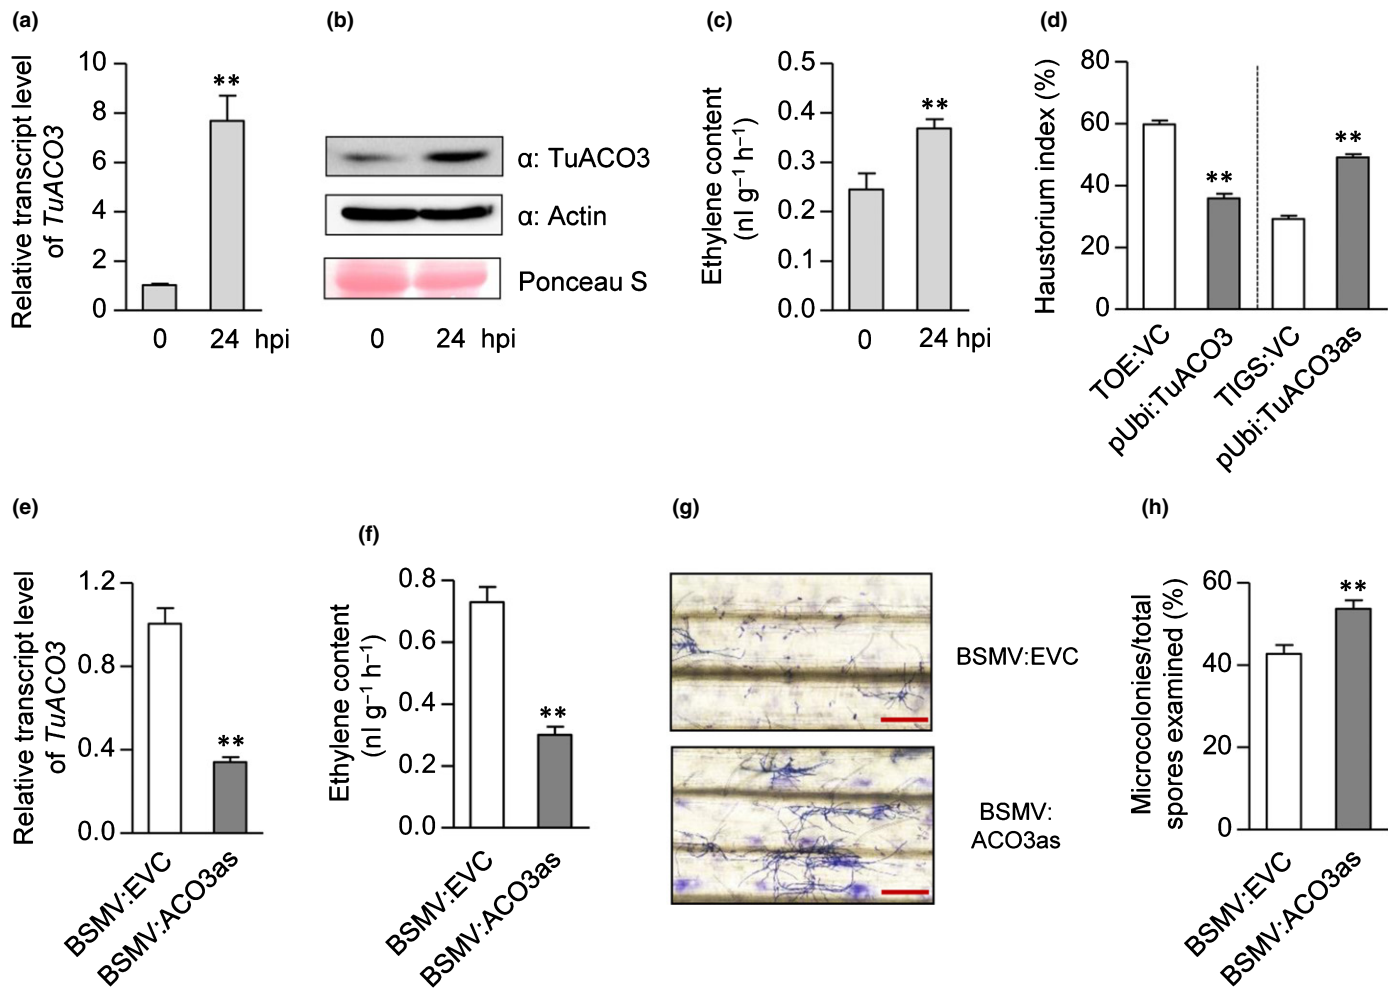 (a)
Relative transcript level
of TuACO3
10
8
6
4
2
0
**
0 24 hpi
(b)
α: TuACO3
α: Actin
Ponceau S
0 24 hpi
(c)
Ethylene content
(nl g⁻¹ h⁻¹)
0.5
0.4
0.3
0.2
0.1
0.0
**
0 24 hpi
(d)
Haustorium index (%)
80
60
40
20
0
**
**
TOE:VC
pUbi:TuACO3
TIGS:VC
pUbi:TuACO3as
(e)
Relative transcript level
of TuACO3
1.2
0.8
0.4
0.0
**
BSMV:EVC
BSMV:ACO3as
(f)
Ethylene content
(nl g⁻¹ h⁻¹)
0.8
0.6
0.4
0.2
0.0
**
BSMV:EVC
BSMV:ACO3as
(g)
BSMV:EVC
BSMV:
ACO3as
(h)
Microcolonies/total
spores examined (%)
60
40
20
0
**
BSMV:EVC
BSMV:ACO3as